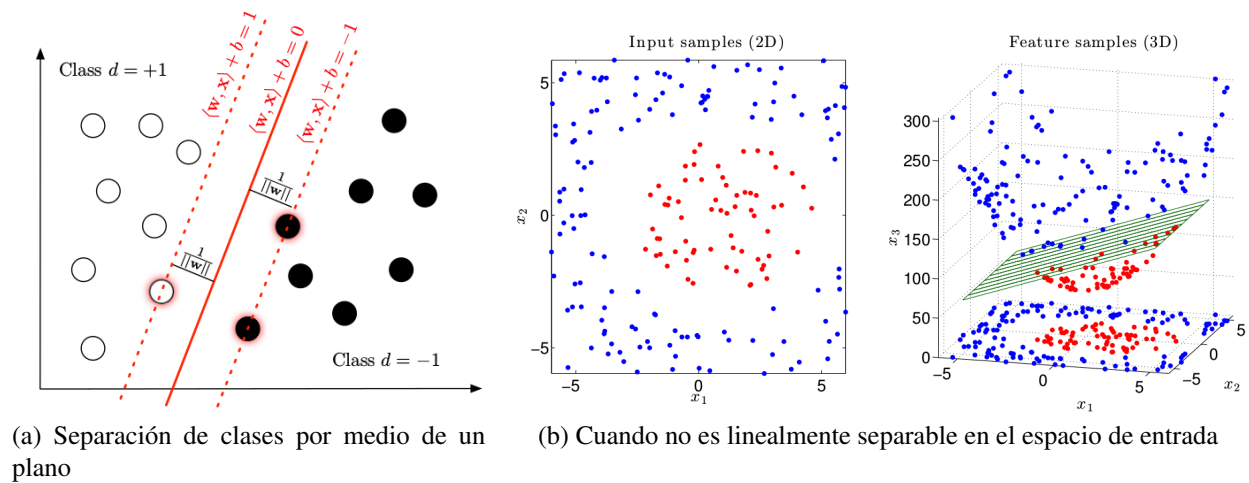 Class d = +1
⟨w, x⟩ + b = 1
⟨w, x⟩ + b = 0
⟨w, x⟩ + b = −1
1
||w||
1
||w||
Class d = −1
(a) Separación de clases por medio de un
plano
Input samples (2D)
5
0
−5
x₂
−5
0
5
x₁
Feature samples (3D)
300
250
200
150
100
50
0
x₃
−5
0
5
x₁
−5
0
5
x₂
(b) Cuando no es linealmente separable en el espacio de entrada